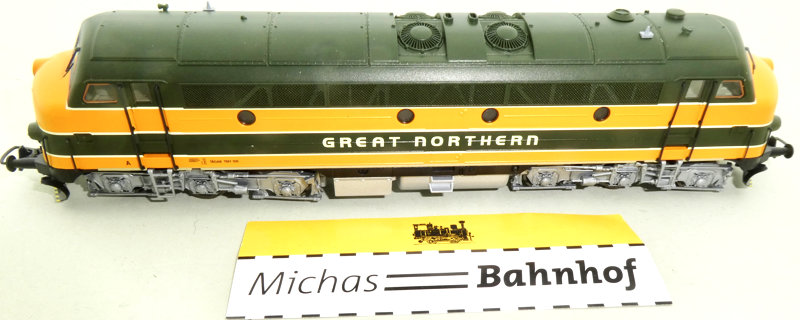 GREAT NORTHERN
A
Michas Bahnhof